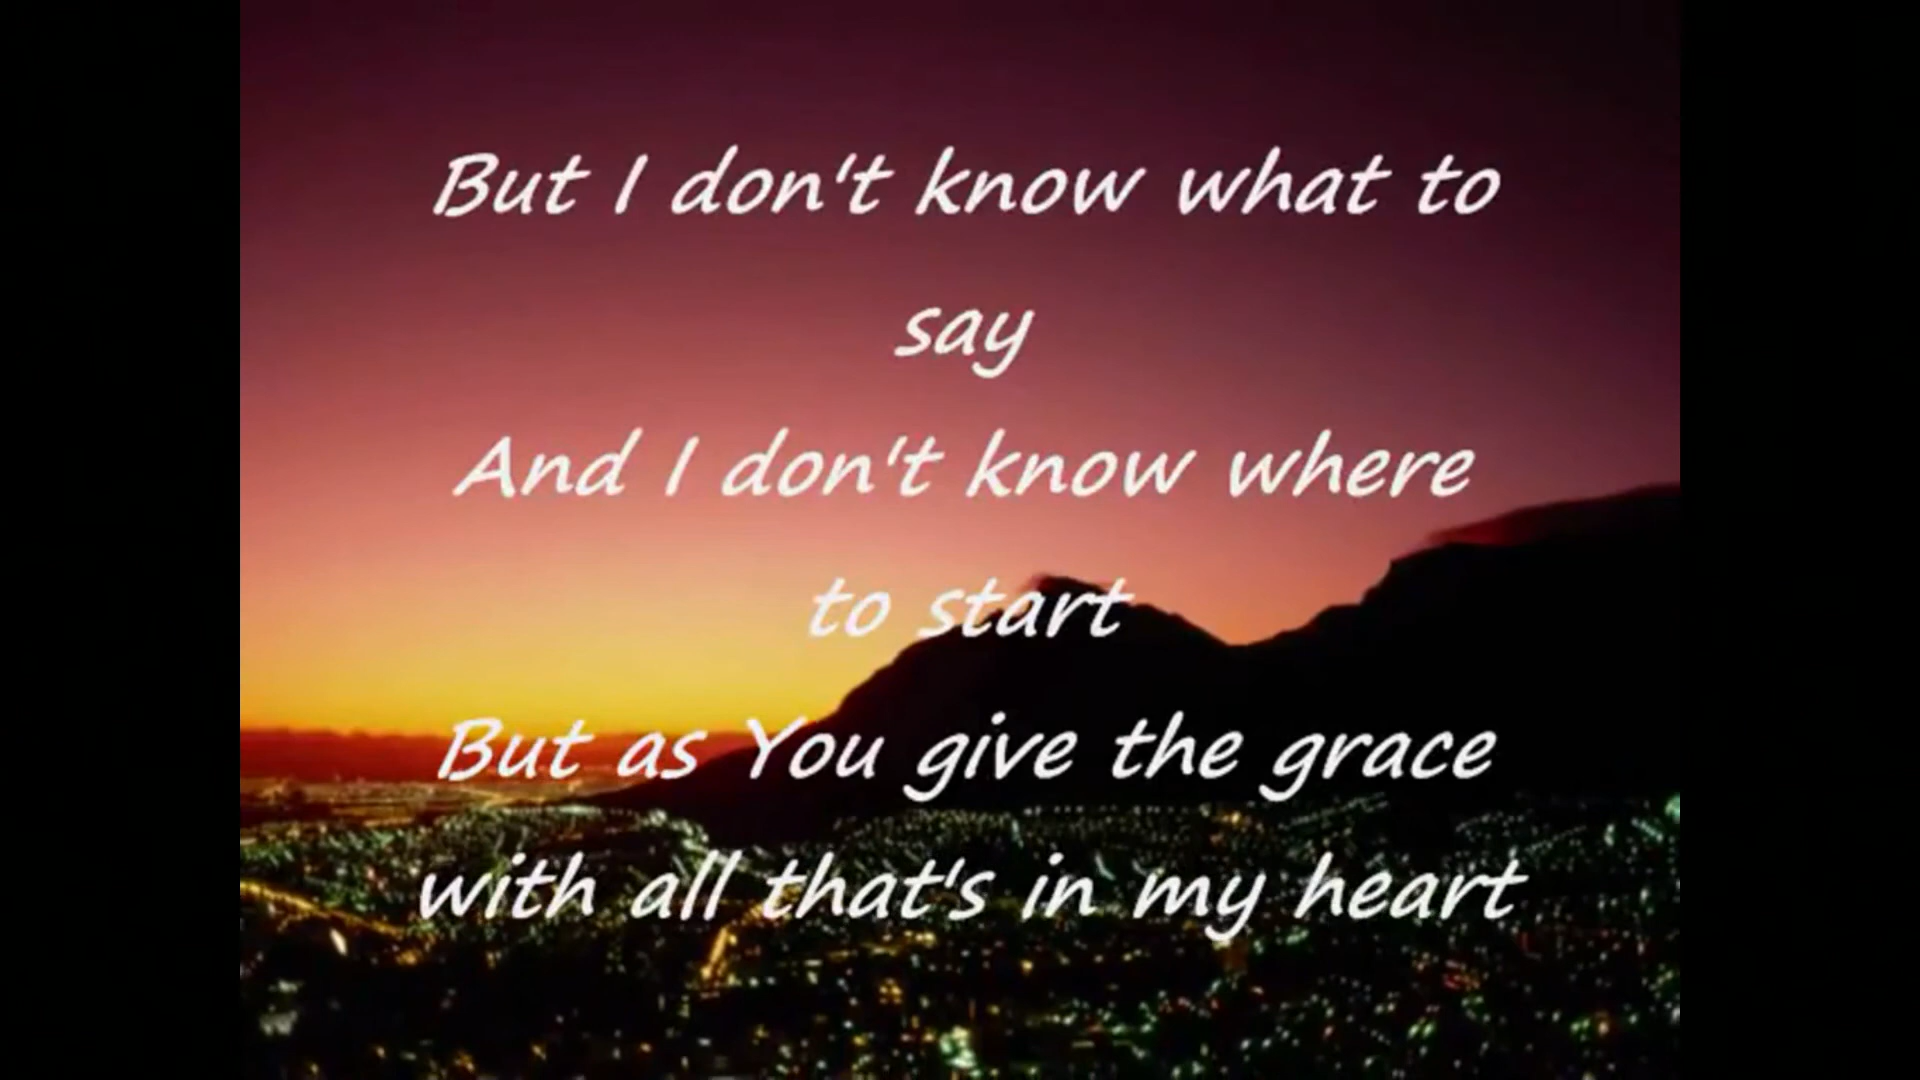 But I don't know what to
say
And I don't know where
to start
But as You give the grace
with all that's in my heart